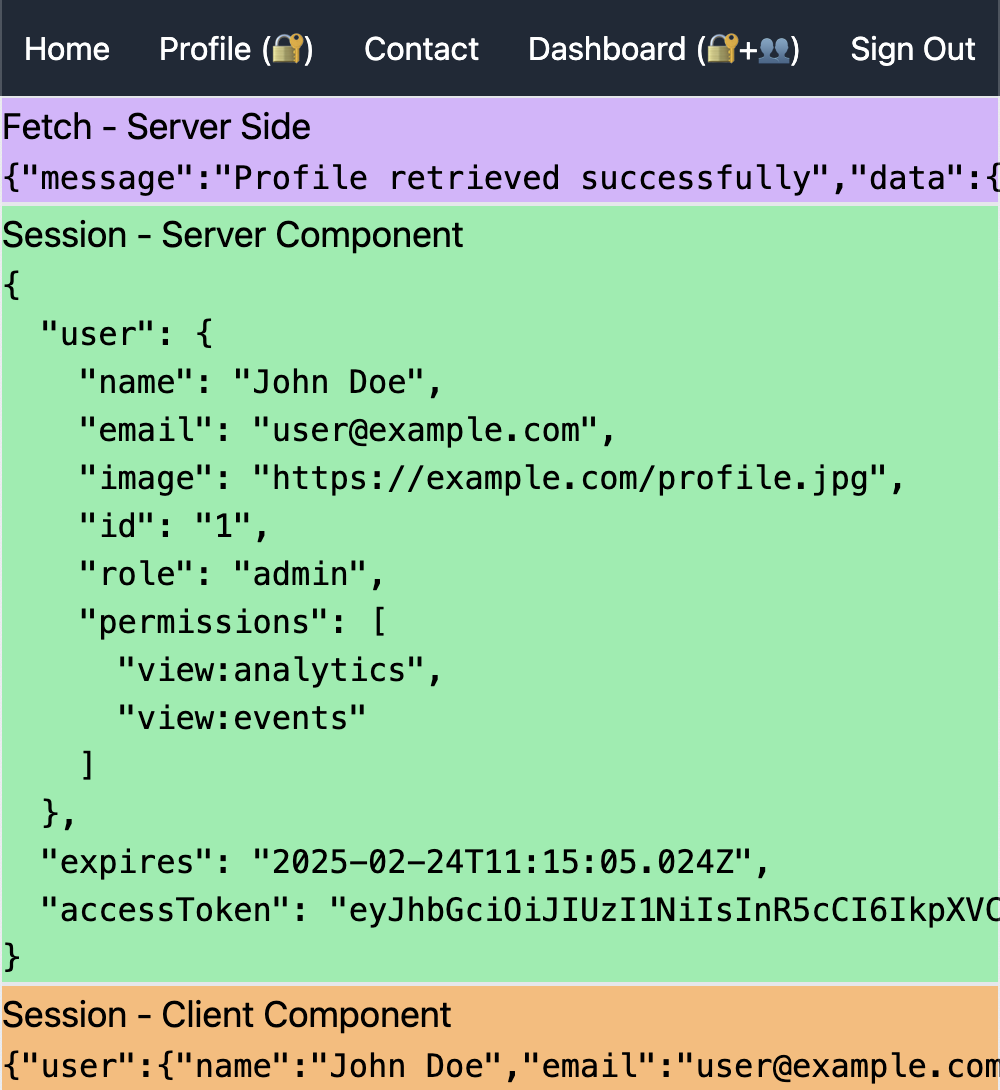 Home Profile (🔐) Contact Dashboard (🔐+👥) Sign Out
Fetch - Server Side
{"message":"Profile retrieved successfully","data":{
Session - Server Component
{
  "user": {
    "name": "John Doe",
    "email": "user@example.com",
    "image": "https://example.com/profile.jpg",
    "id": "1",
    "role": "admin",
    "permissions": [
      "view:analytics",
      "view:events"
    ]
  },
  "expires": "2025-02-24T11:15:05.024Z",
  "accessToken": "eyJhbGciOiJIUzI1NiIsInR5cCI6IkpXVC
}
Session - Client Component
{"user":{"name":"John Doe","email":"user@example.com